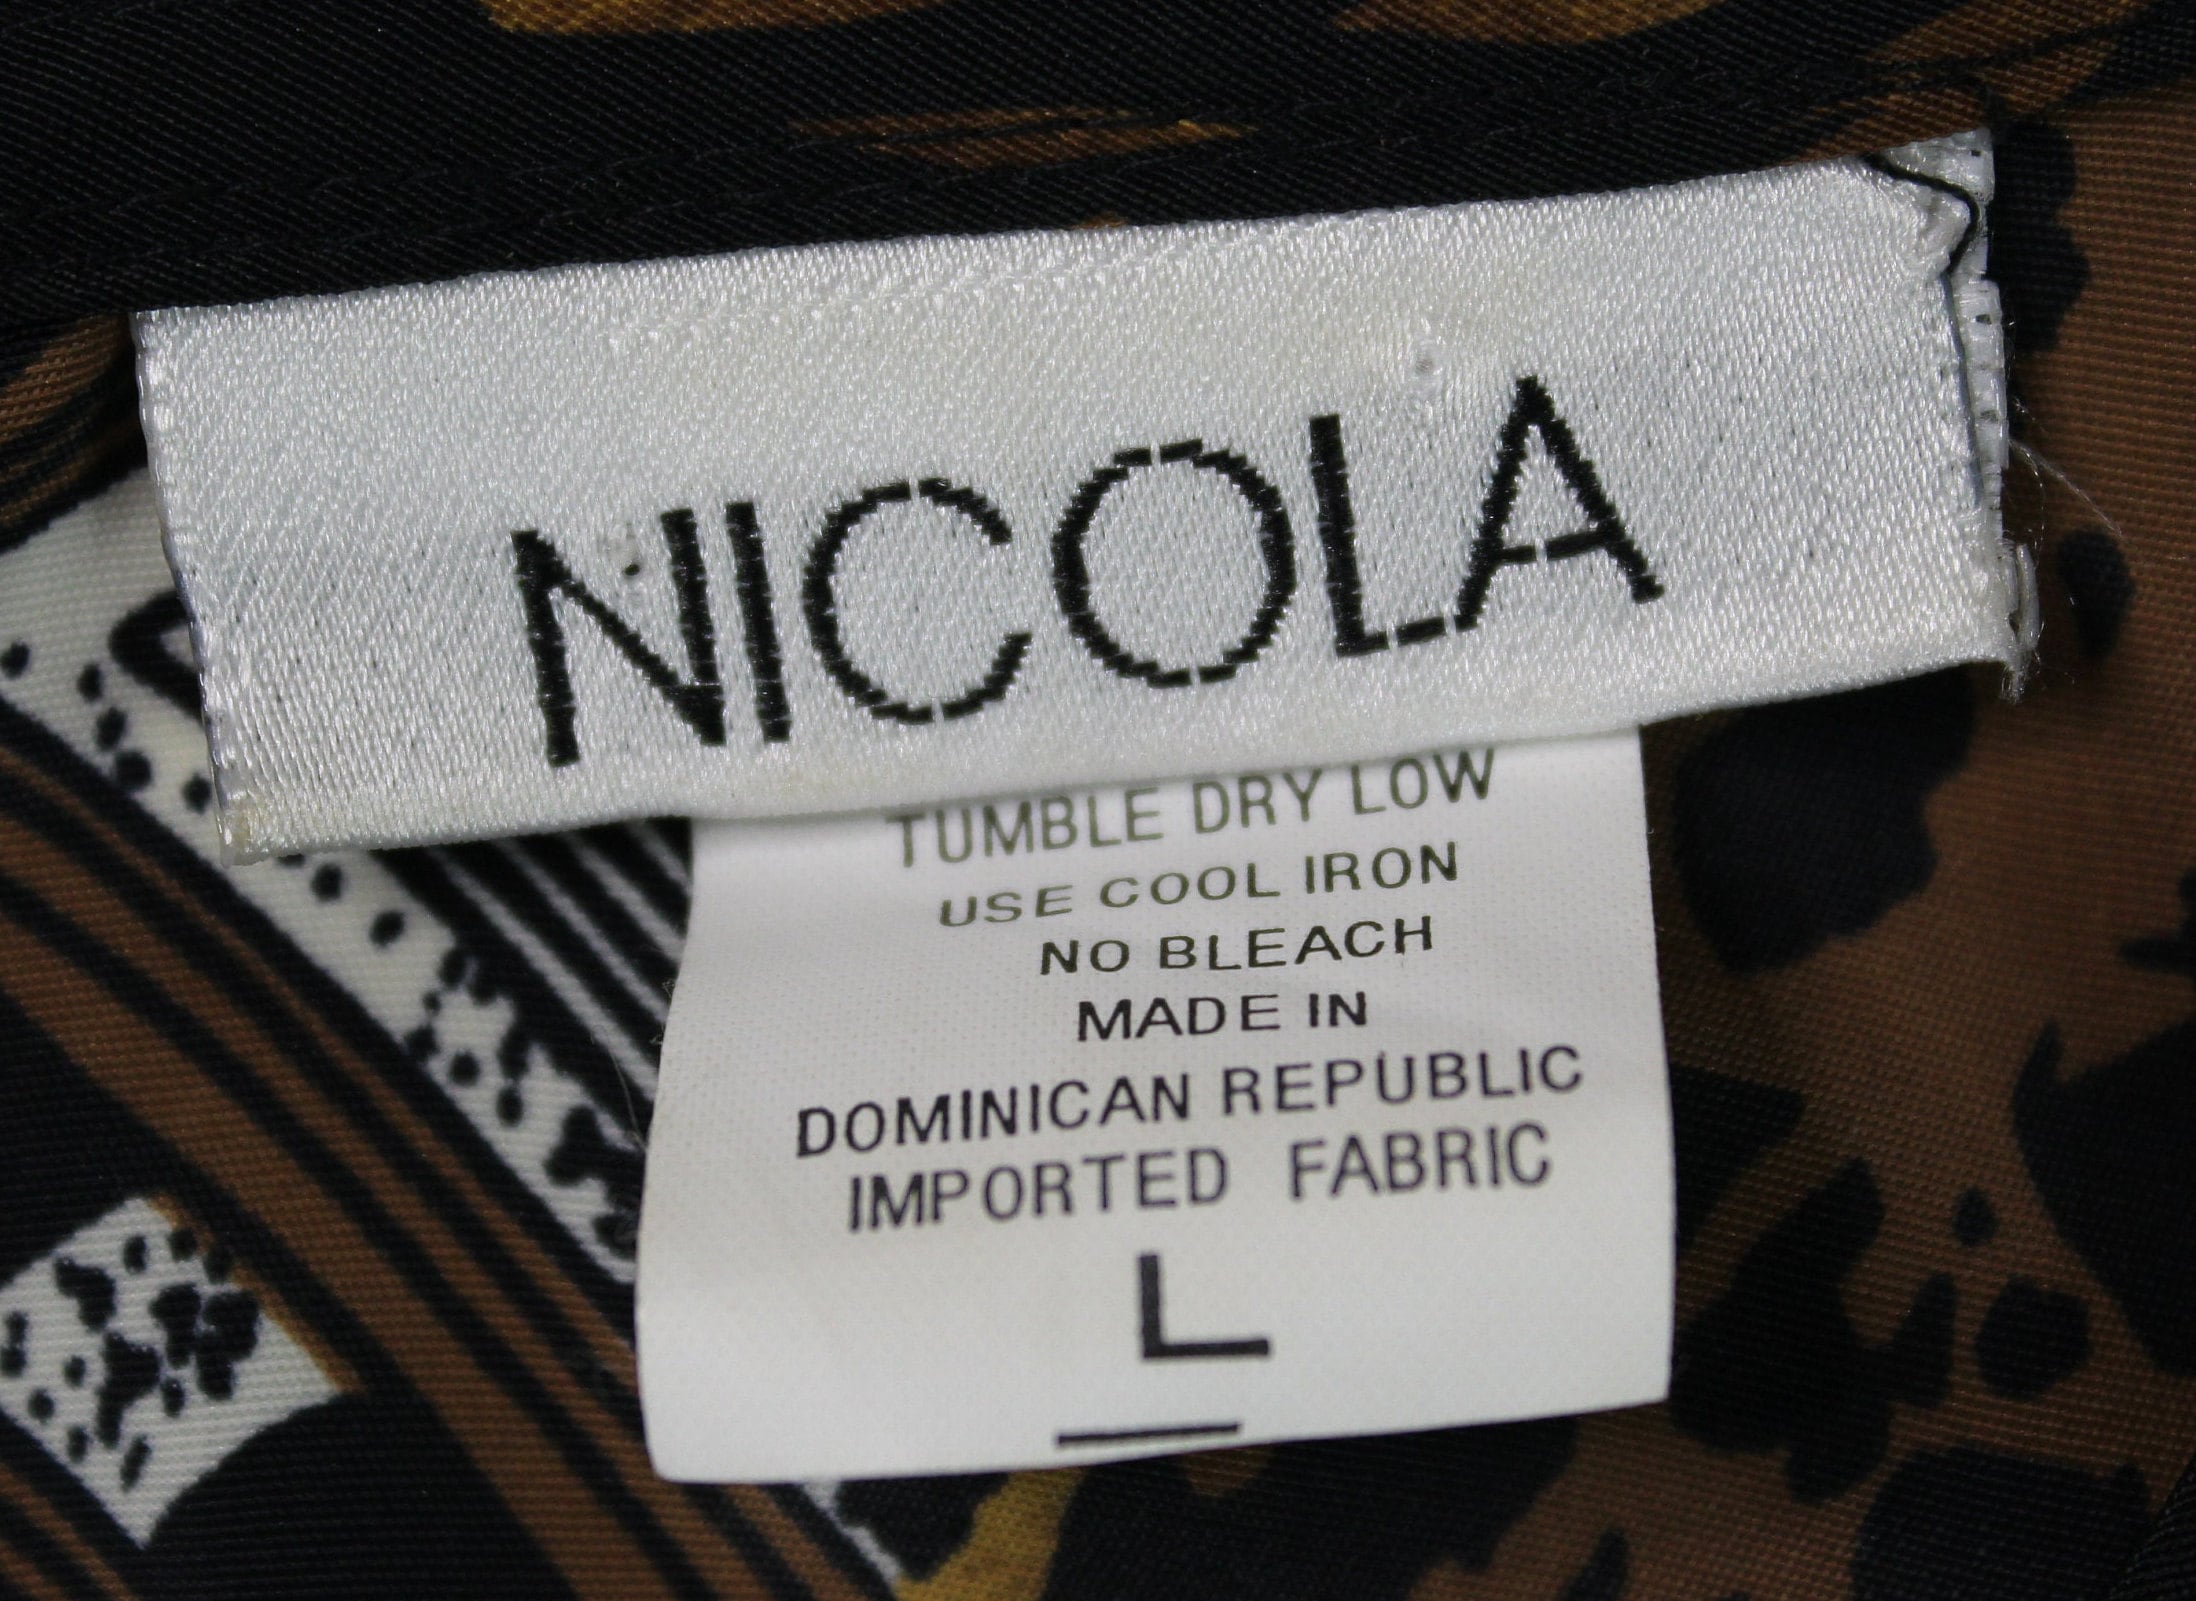 NICOLA
TUMBLE DRY LOW
USE COOL IRON
NO BLEACH
MADE IN
DOMINICAN REPUBLIC
IMPORTED FABRIC
L